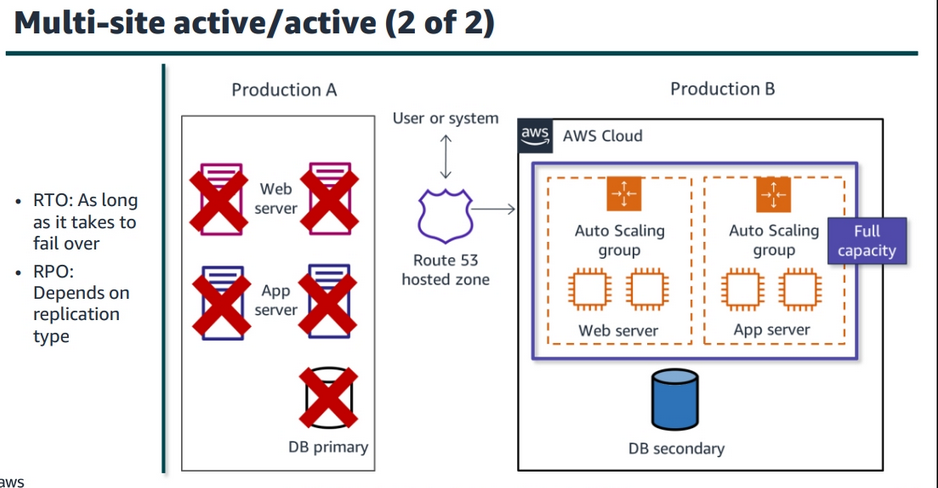 Multi-site active/active (2 of 2)
• RTO: As long
as it takes to
fail over
• RPO:
Depends on
replication
type
Production A
Web
server
App
server
DB primary
User or system
Route 53
hosted zone
Production B
aws
AWS Cloud
Auto Scaling
group
Web server
Auto Scaling
group
App server
Full
capacity
DB secondary
aws